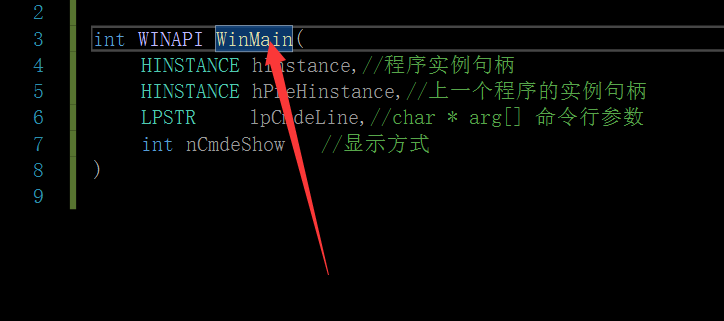 2
3 int WINAPI WinMain(
4 HINSTANCE hInstance,//程序实例句柄
5 HINSTANCE hPreHinstance,//上一个程序的实例句柄
6 LPSTR lpCmdeLine,//char * arg[] 命令行参数
7 int nCmdeShow //显示方式
8 )
9